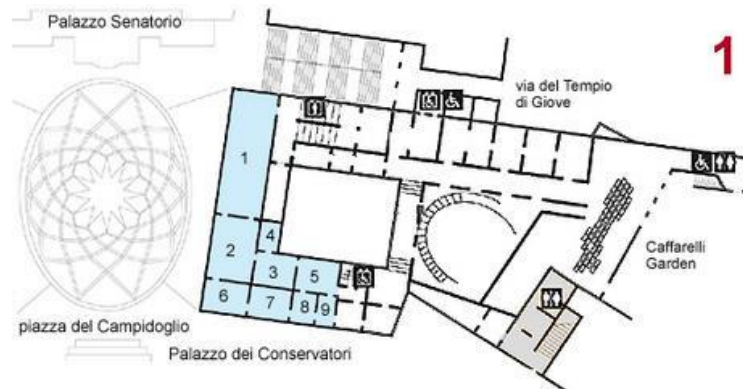 Palazzo Senatorio
1
via del Tempio
di Giove
1
2
4
3
5
6
7
8
9
Caffarelli
Garden
piazza del Campidoglio
Palazzo dei Conservatori